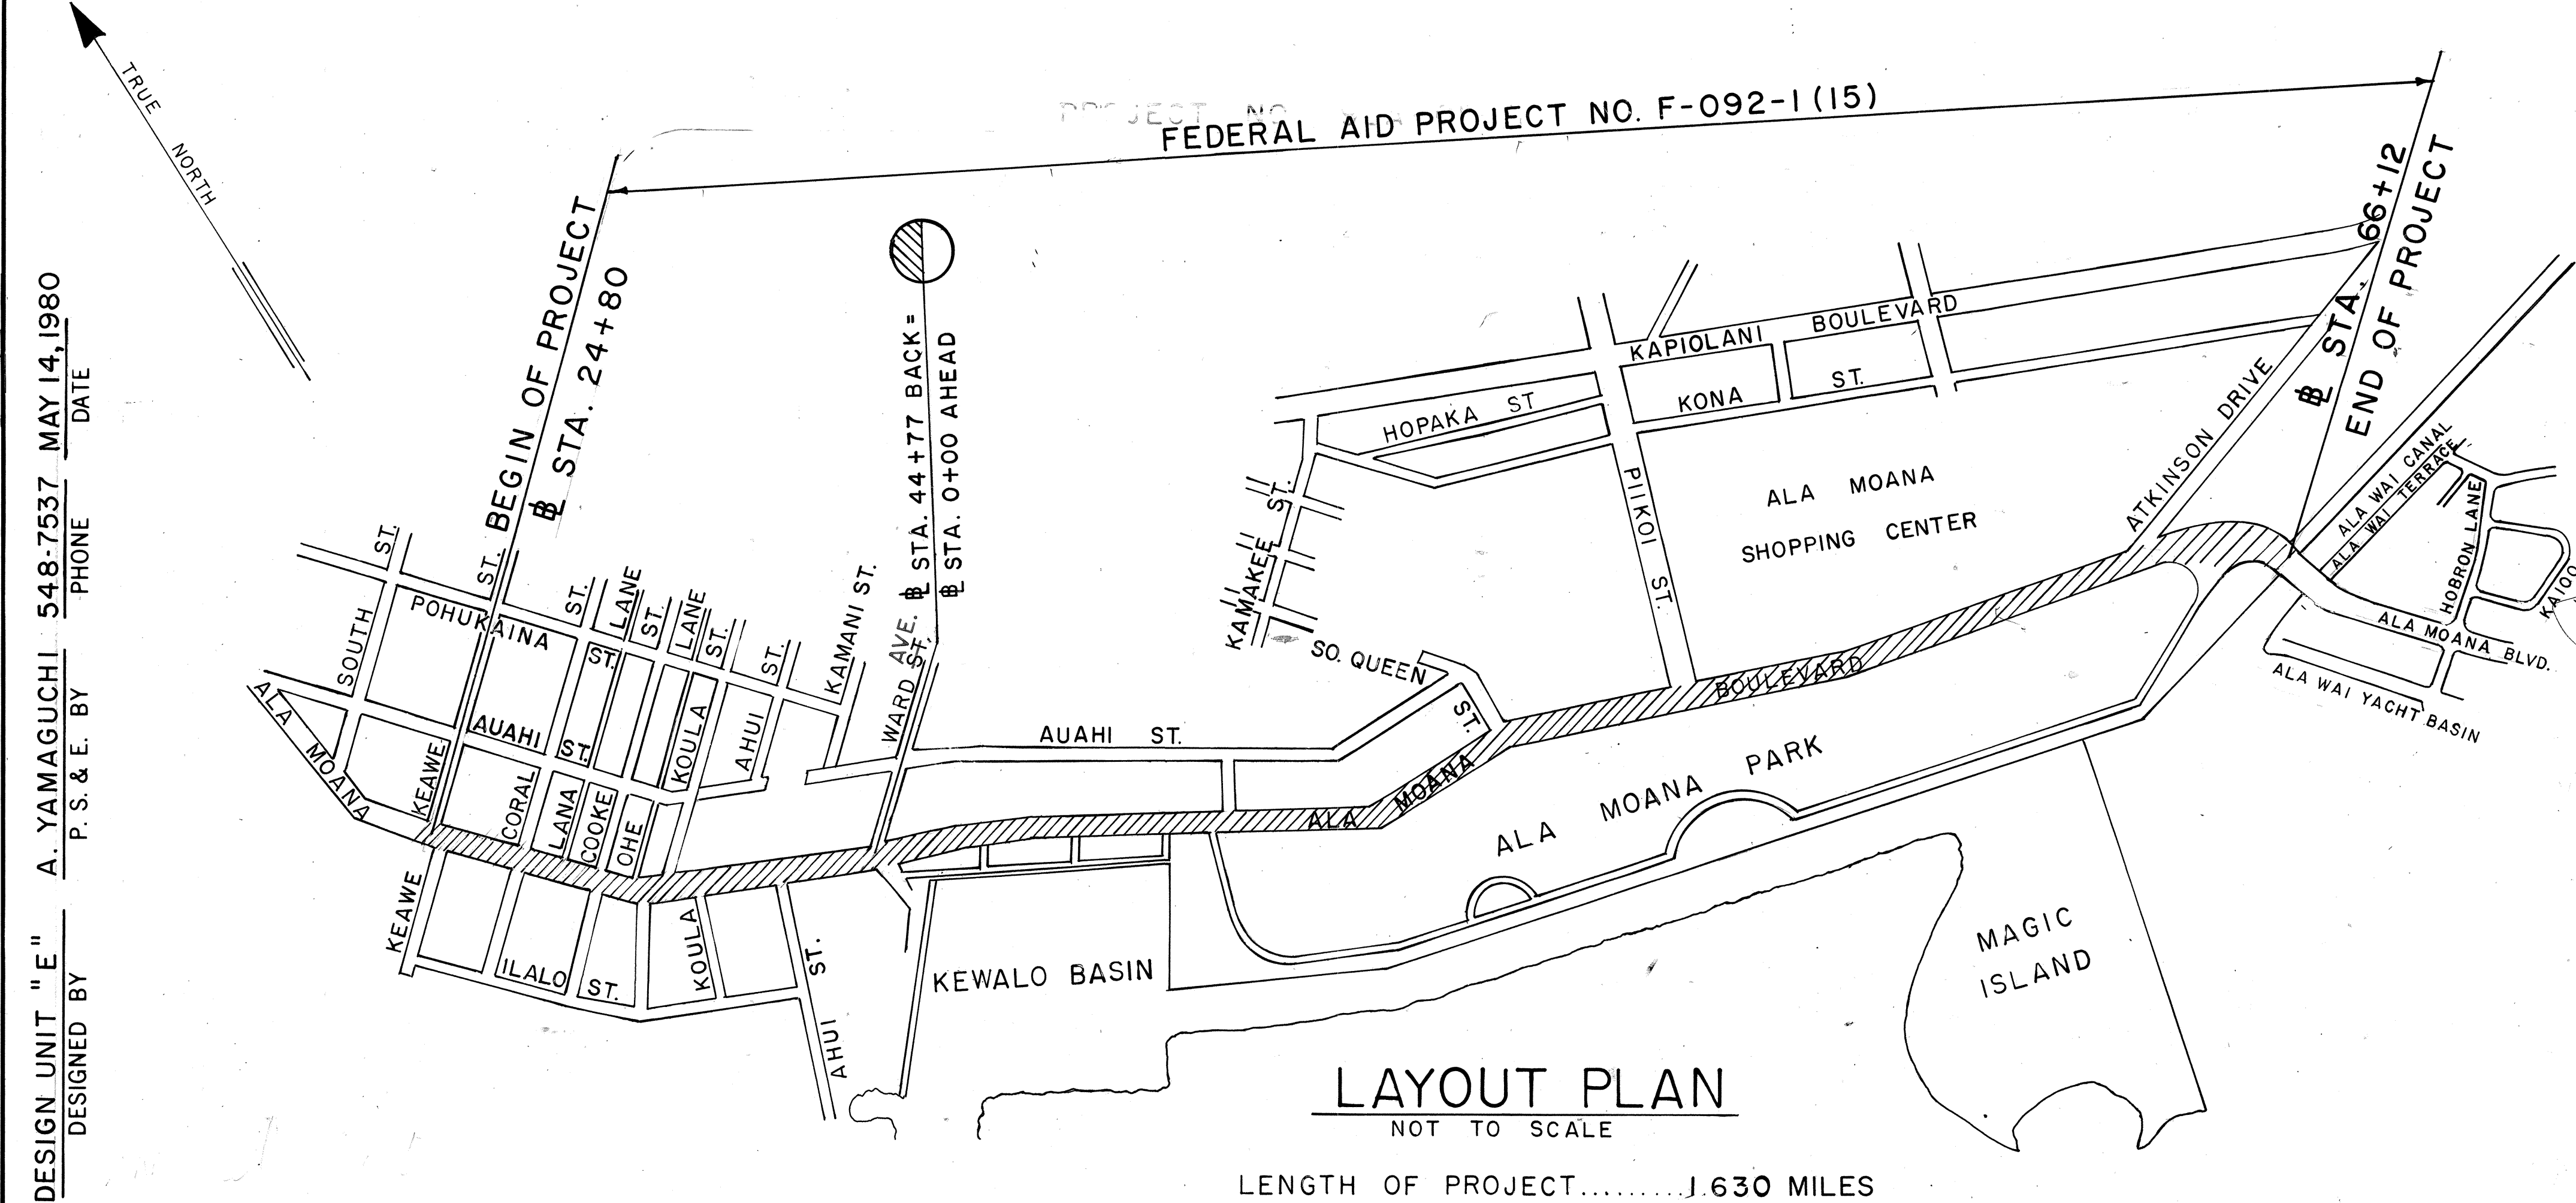 TRUE NORTH
PROJECT NO.
FEDERAL AID PROJECT NO. F-092-1(15)
BEGIN OF PROJECT
BL STA. 24+80
BL STA. 44+77 BACK=
BL STA. 0+00 AHEAD
BL STA. 66+12
END OF PROJECT
DESIGN UNIT "E"
DESIGNED BY
A. YAMAGUCHI
P. S. & E. BY
548-7537
PHONE
MAY 14, 1980
DATE
KAPIOLANI BOULEVARD
HOPAKA ST
KONA ST.
PIIKOI ST.
ALA MOANA
SHOPPING CENTER
ATKINSON DRIVE
ALA WAI CANAL
ALA WAI TERRACE
HOBRON LANE
ALA MOANA BLVD.
ALA WAI YACHT BASIN
KAMAKEE ST.
SO. QUEEN ST.
SOUTH ST.
POHUKAINA ST.
ST.
ST.
LANE
ST.
LANE
ST.
ST.
KAMANI ST.
WARD AVE.
ST.
ALA MOANA
KEAWE
AUAHI ST.
CORAL
LANA
COOKE
OHE
KOULA
AHUI
AUAHI ST.
ALA MOANA BOULEVARD
KEAWE
ILALO ST.
KOULA
AHUI ST.
KEWALO BASIN
ALA MOANA PARK
MAGIC
ISLAND
LAYOUT PLAN
NOT TO SCALE
LENGTH OF PROJECT.........1.630 MILES